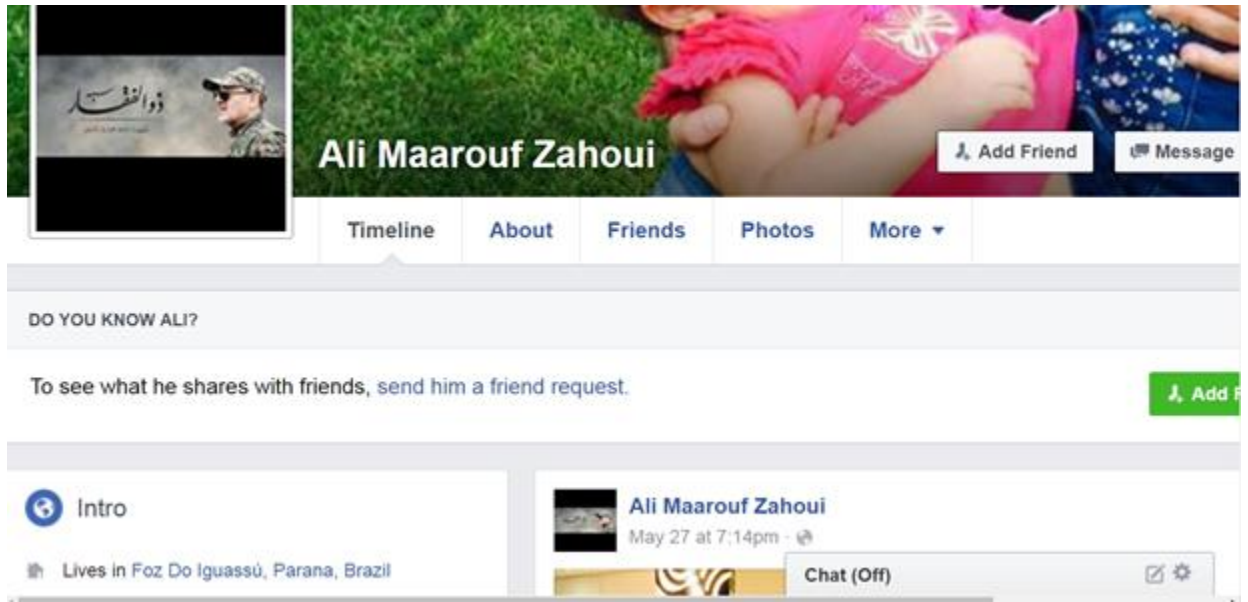 ذوالفقار
Ali Maarouf Zahoui
Add Friend
Message
Timeline
About
Friends
Photos
More
DO YOU KNOW ALI?
To see what he shares with friends, send him a friend request.
Add
Intro
Lives in Foz Do Iguassú, Parana, Brazil
Ali Maarouf Zahoui
May 27 at 7:14pm ·
Chat (Off)